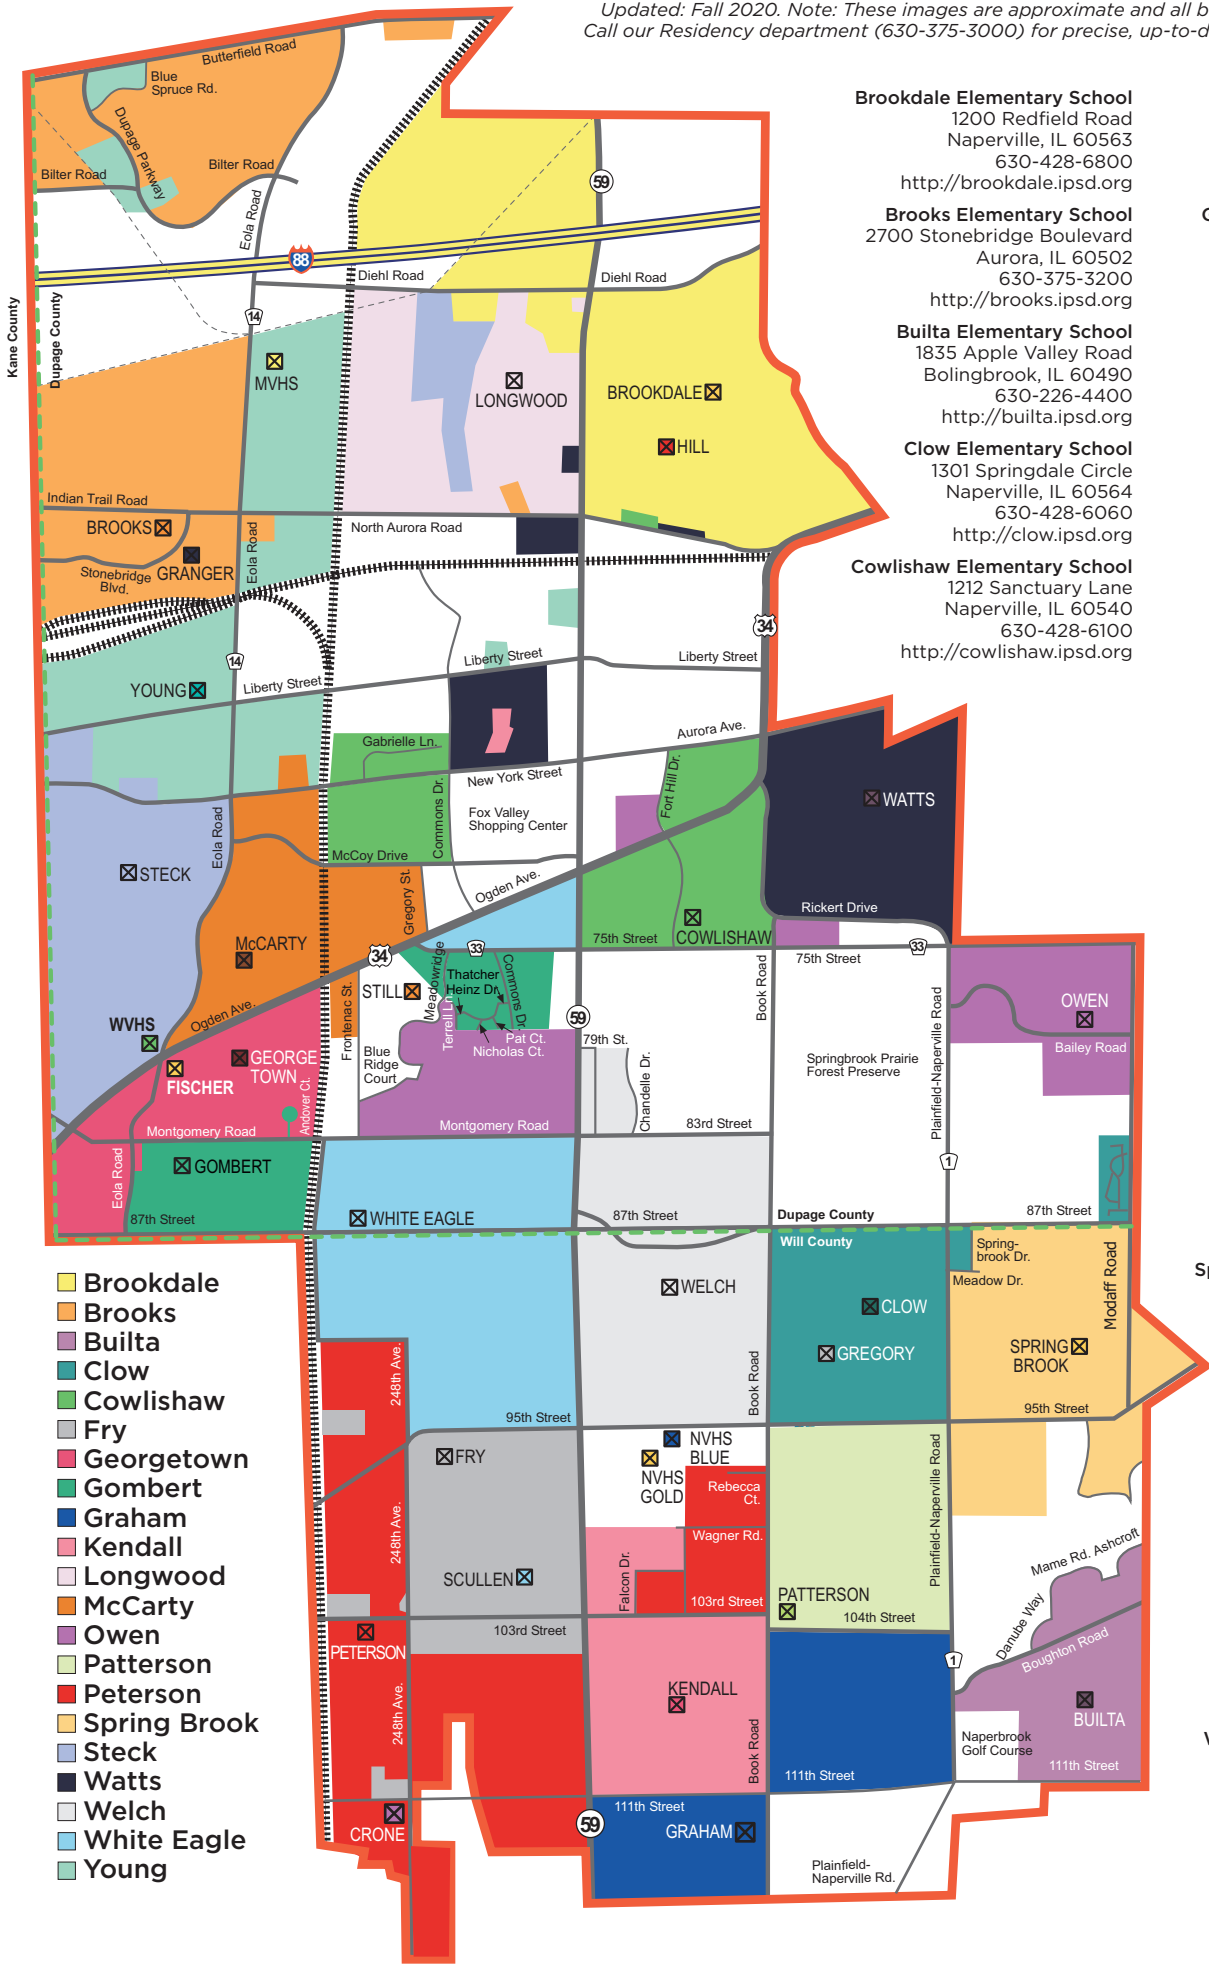 Updated: Fall 2020. Note: These images are approximate and all b
Call our Residency department (630-375-3000) for precise, up-to-d
Brookdale Elementary School
1200 Redfield Road
Naperville, IL 60563
630-428-6800
http://brookdale.ipsd.org
Brooks Elementary School
2700 Stonebridge Boulevard
Aurora, IL 60502
630-375-3200
http://brooks.ipsd.org
Builta Elementary School
1835 Apple Valley Road
Bolingbrook, IL 60490
630-226-4400
http://builta.ipsd.org
Clow Elementary School
1301 Springdale Circle
Naperville, IL 60564
630-428-6060
http://clow.ipsd.org
Cowlishaw Elementary School
1212 Sanctuary Lane
Naperville, IL 60540
630-428-6100
http://cowlishaw.ipsd.org
Butterfield Road
Blue
Spruce Rd.
Dupage Parkway
Bilter Road
Bilter Road
Eola Road
59
88
Diehl Road
Diehl Road
Kane County
Dupage County
14
MVHS
LONGWOOD
BROOKDALE
HILL
Indian Trail Road
BROOKS
North Aurora Road
Eola Road
Stonebridge
Blvd.
GRANGER
34
14
Liberty Street
Liberty Street
YOUNG
Liberty Street
Aurora Ave.
Gabrielle Ln.
New York Street
Commons Dr.
Fort Hill Dr.
Fox Valley
Shopping Center
WATTS
Eola Road
McCoy Drive
STECK
Gregory St.
Ogden Ave.
Rickert Drive
McCARTY
75th Street
COWLISHAW
34
33
33
75th Street
Meadowridge
Thatcher
Heinz Dr.
Commons Dr.
Book Road
Plainfield-Naperville Road
STILL
Terrell Ln.
OWEN
Ogden Ave.
Frontenac St.
59
WVHS
Pat Ct.
Nicholas Ct.
79th St.
Bailey Road
GEORGE
TOWN
Blue
Ridge
Court
Chandelle Dr.
Springbrook Prairie
Forest Preserve
FISCHER
Andover Ct.
Montgomery Road
Montgomery Road
83rd Street
1
Eola Road
GOMBERT
87th Street
WHITE EAGLE
87th Street
Dupage County
87th Street
Will County
Spring-
brook Dr.
Meadow Dr.
Modaff Road
WELCH
CLOW
GREGORY
SPRING
BROOK
Book Road
248th Ave.
95th Street
95th Street
Brookdale
Brooks
Builta
Clow
Cowlishaw
Fry
Georgetown
Gombert
Graham
Kendall
Longwood
McCarty
Owen
Patterson
Peterson
Spring Brook
Steck
Watts
Welch
White Eagle
Young
FRY
NVHS
BLUE
NVHS
GOLD
Rebecca
Ct.
Plainfield-Naperville Road
248th Ave.
Wagner Rd.
Mame Rd. Ashcroft
SCULLEN
Falcon Dr.
103rd Street
PATTERSON
104th Street
Danube Way
103rd Street
PETERSON
Boughton Road
1
KENDALL
248th Ave.
BUILTA
Book Road
Naperbrook
Golf Course
111th Street
111th Street
111th Street
59
CRONE
GRAHAM
Plainfield-
Naperville Rd.